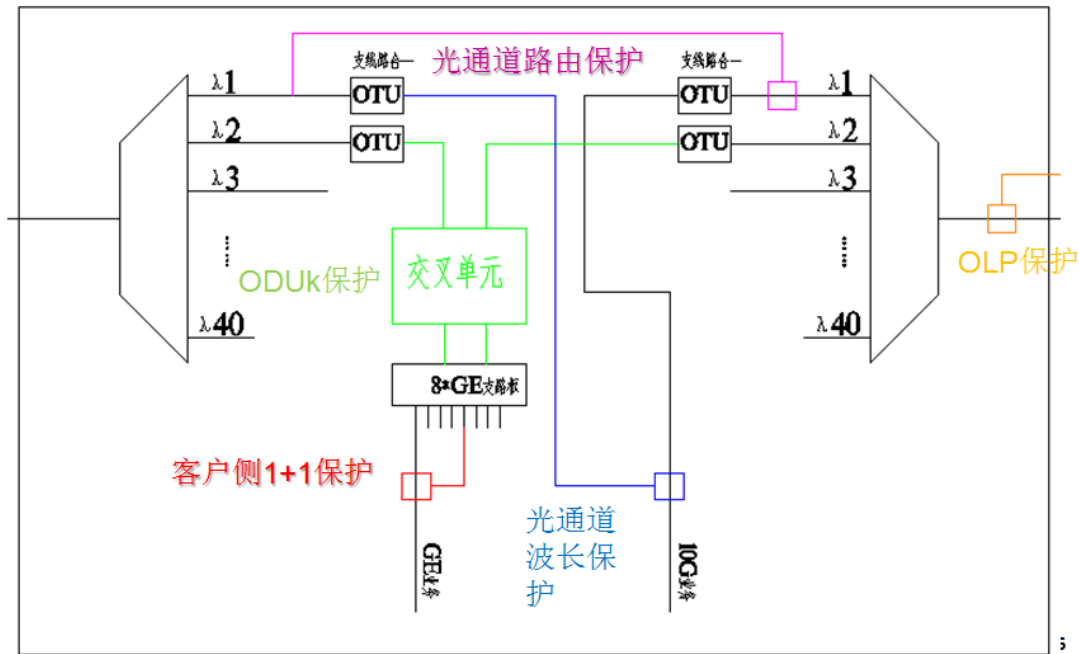 支线路合一 光通道路由保护 支线路合一
λ1 OTU OTU λ1
λ2 OTU OTU λ2
λ3 λ3
...... ......
OLP保护
ODUk保护 交叉单元
λ40 λ40
8*GE支路板
客户侧1+1保护
光通道
波长保
护
GE业务
10G业务
s